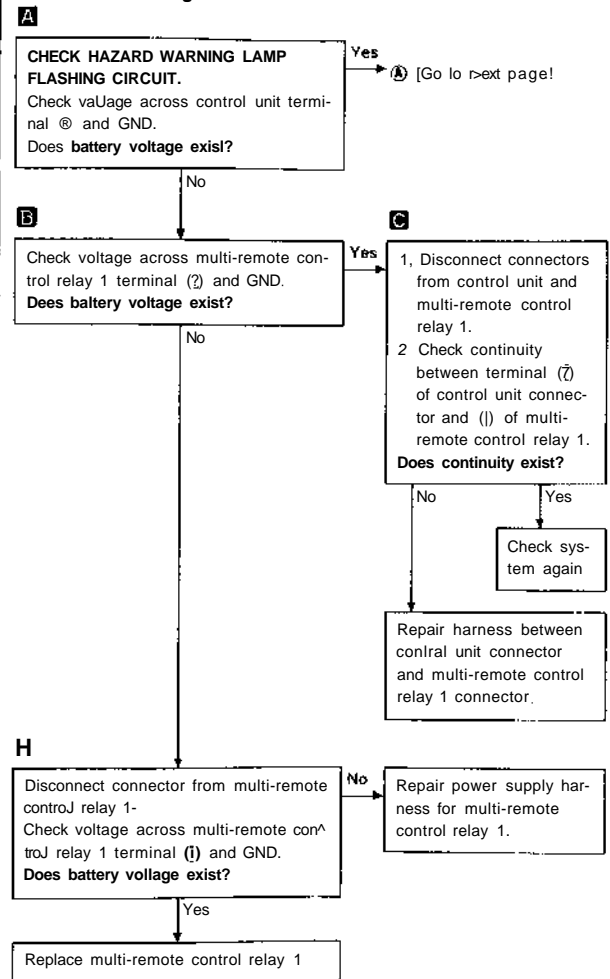 A
CHECK HAZARD WARNING LAMP
FLASHING CIRCUIT.
Check vaUage across control unit termi-
nal ® and GND.
Does battery voltage exisl?
Yes
Ⓐ [Go lo r>ext page!
No
B
Check voltage across multi-remote con-
trol relay 1 terminal (?) and GND.
Dees baltery voltage exist?
Yes
No
C
1, Disconnect connectors
from control unit and
multi-remote control
relay 1.
2 Check continuity
between terminal (7̄)
of control unit connec-
tor and (|) of multi-
remote control relay 1.
Does continuity exist?
No
Yes
Check sys-
tem again
Repair harness between
conlral unit connector
and multi-remote control
relay 1 connector.
H
Disconnect connector from multi-remote
controJ relay 1-
Check voltage across multi-remote con^
troJ relay 1 terminal (i) and GND.
Does battery vollage exist?
No
Repair power supply har-
ness for multi-remote
control relay 1.
Yes
Replace multi-remote control relay 1